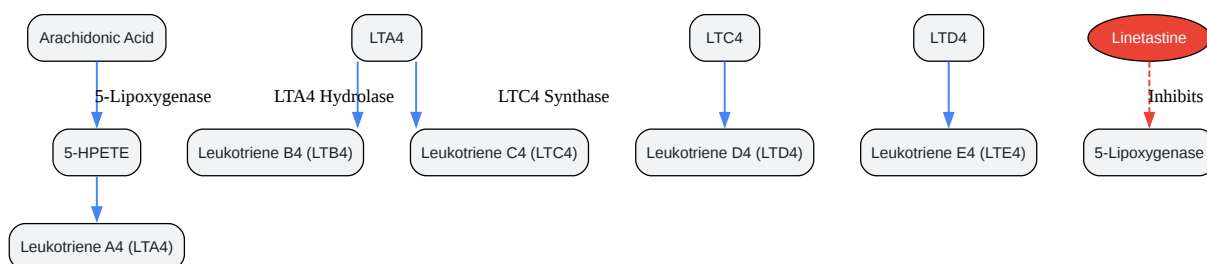 Arachidonic Acid
LTA4
LTC4
LTD4
Linetastine
5-Lipoxygenase
LTA4 Hydrolase
LTC4 Synthase
Inhibits
5-HPETE
Leukotriene B4 (LTB4)
Leukotriene C4 (LTC4)
Leukotriene D4 (LTD4)
Leukotriene E4 (LTE4)
5-Lipoxygenase
Leukotriene A4 (LTA4)